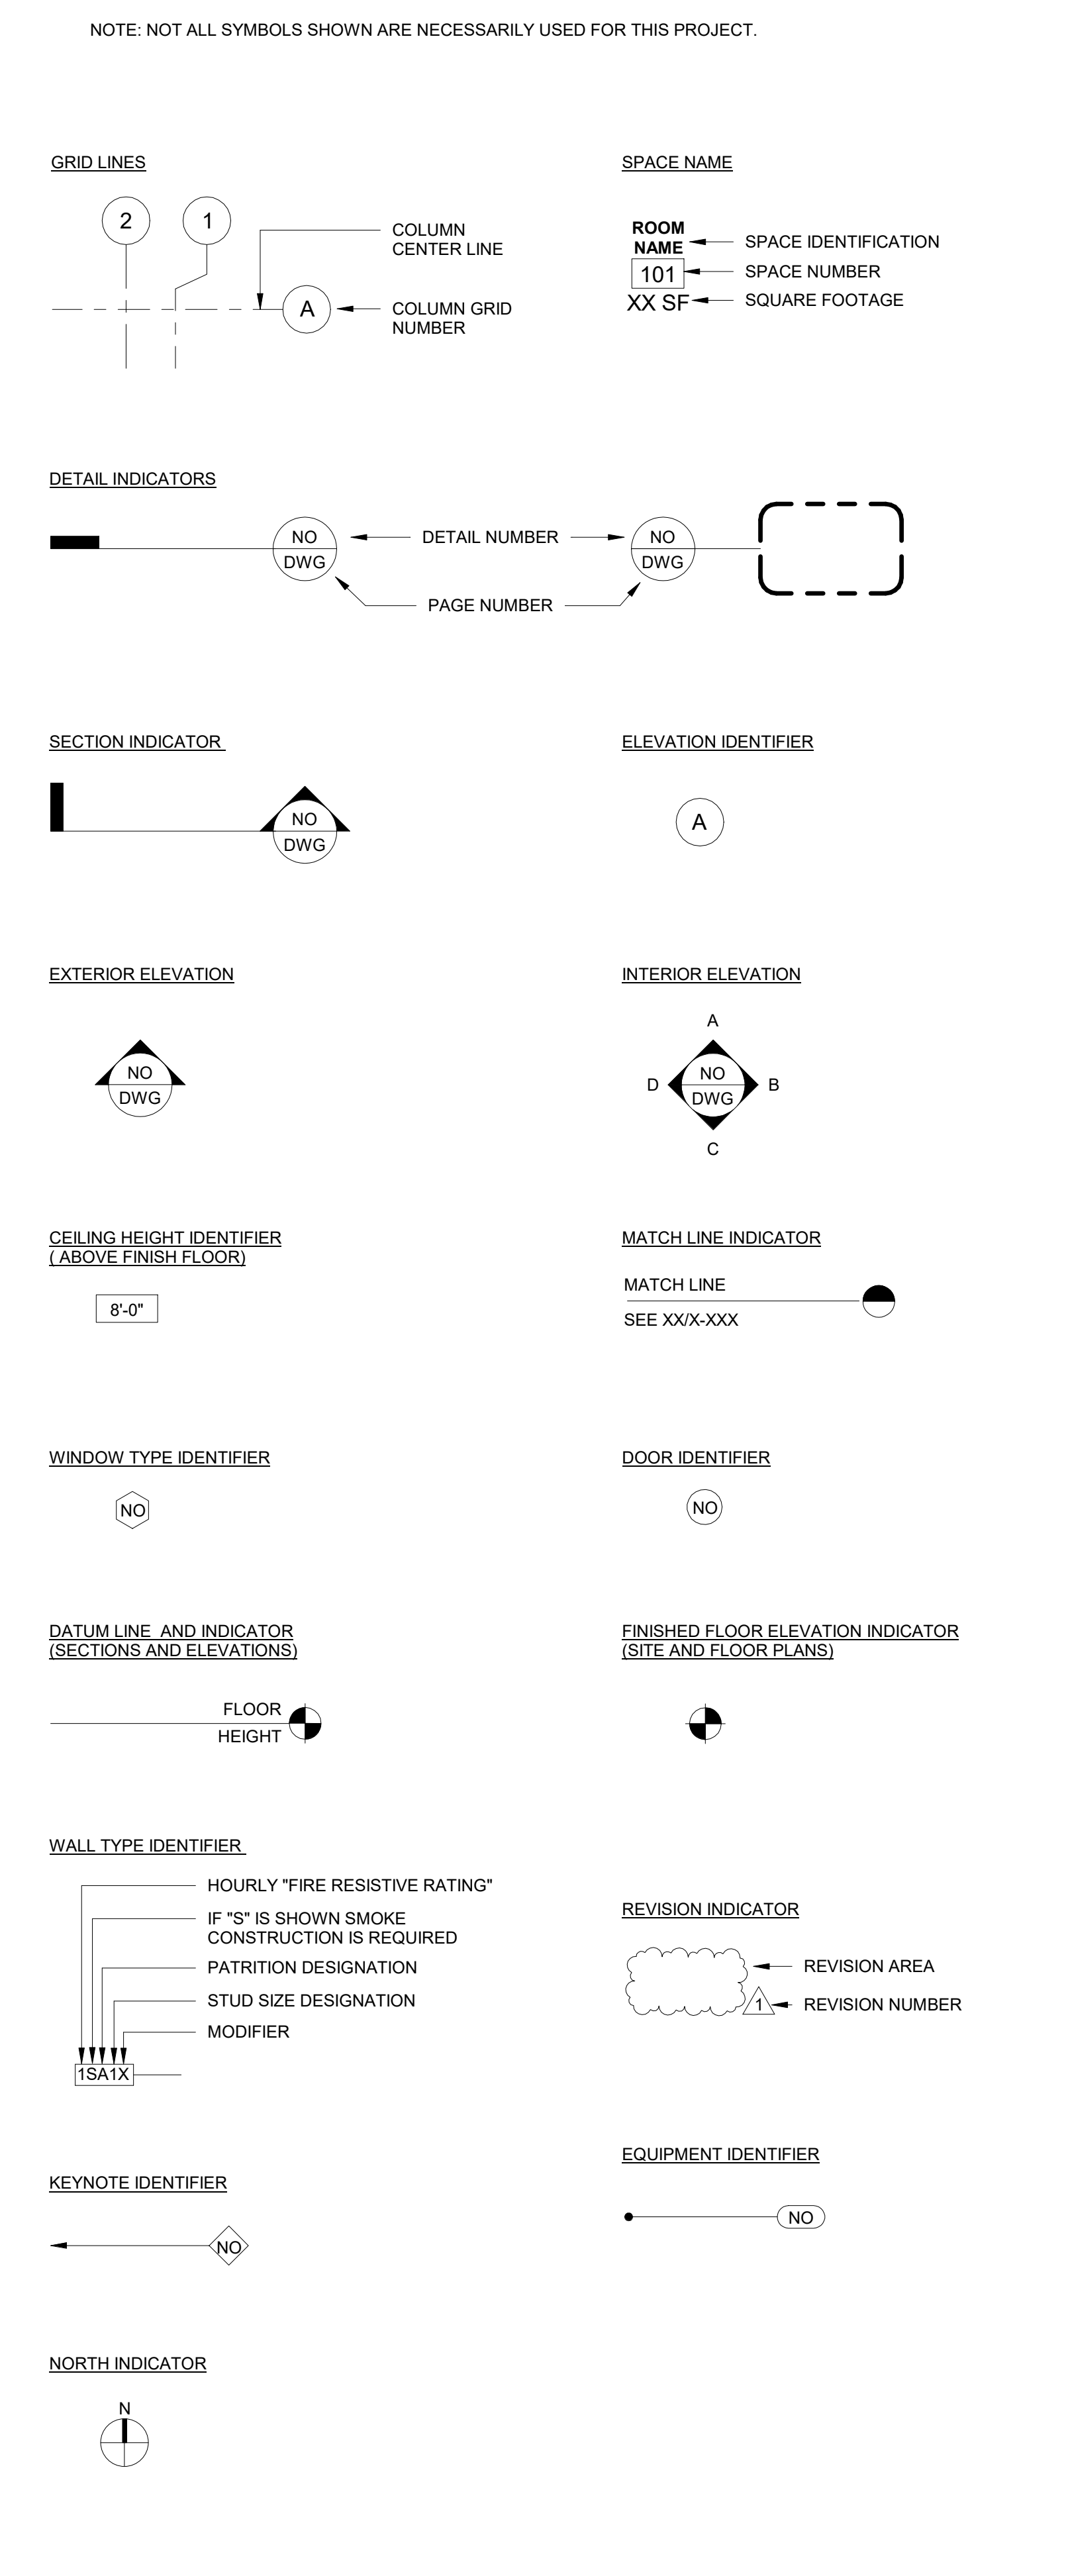 NOTE: NOT ALL SYMBOLS SHOWN ARE NECESSARILY USED FOR THIS PROJECT.
GRID LINES
2
1
COLUMN
CENTER LINE
A
COLUMN GRID
NUMBER
SPACE NAME
ROOM
NAME
SPACE IDENTIFICATION
101
SPACE NUMBER
XX SF
SQUARE FOOTAGE
DETAIL INDICATORS
NO
DWG
DETAIL NUMBER
PAGE NUMBER
NO
DWG
SECTION INDICATOR
NO
DWG
ELEVATION IDENTIFIER
A
EXTERIOR ELEVATION
NO
DWG
INTERIOR ELEVATION
A
D
NO
DWG
B
C
CEILING HEIGHT IDENTIFIER
( ABOVE FINISH FLOOR)
8'-0"
MATCH LINE INDICATOR
MATCH LINE
SEE XX/X-XXX
WINDOW TYPE IDENTIFIER
NO
DOOR IDENTIFIER
NO
DATUM LINE  AND INDICATOR
(SECTIONS AND ELEVATIONS)
FLOOR
HEIGHT
FINISHED FLOOR ELEVATION INDICATOR
(SITE AND FLOOR PLANS)
WALL TYPE IDENTIFIER
HOURLY "FIRE RESISTIVE RATING"
IF "S" IS SHOWN SMOKE
CONSTRUCTION IS REQUIRED
PATRITION DESIGNATION
STUD SIZE DESIGNATION
MODIFIER
1SA1X
REVISION INDICATOR
REVISION AREA
1
REVISION NUMBER
KEYNOTE IDENTIFIER
NO
EQUIPMENT IDENTIFIER
NO
NORTH INDICATOR
N